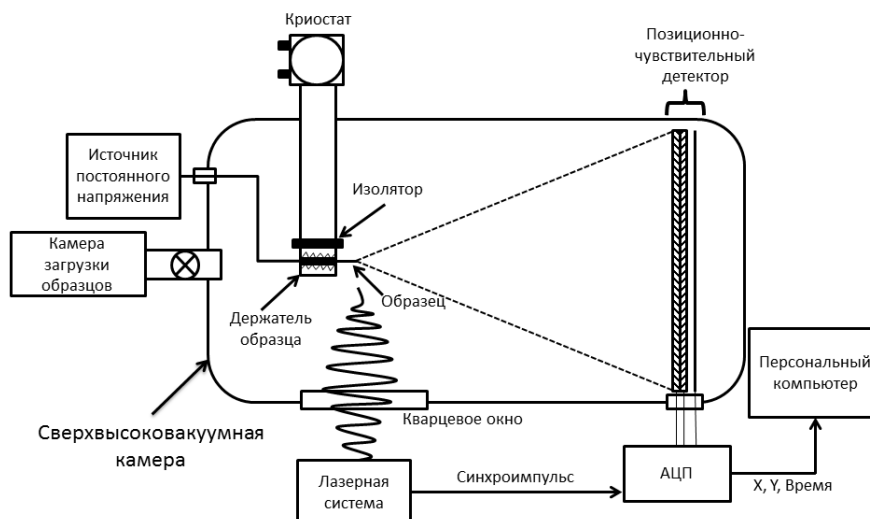 Криостат
Позиционно-
чувствительный
детектор
Источник
постоянного
напряжения
Изолятор
Камера
загрузки
образцов
Образец
Держатель
образца
Персональный
компьютер
Кварцевое окно
Сверхвысоковакуумная
камера
Лазерная
система
Синхроимпульс
АЦП
X, Y, Время